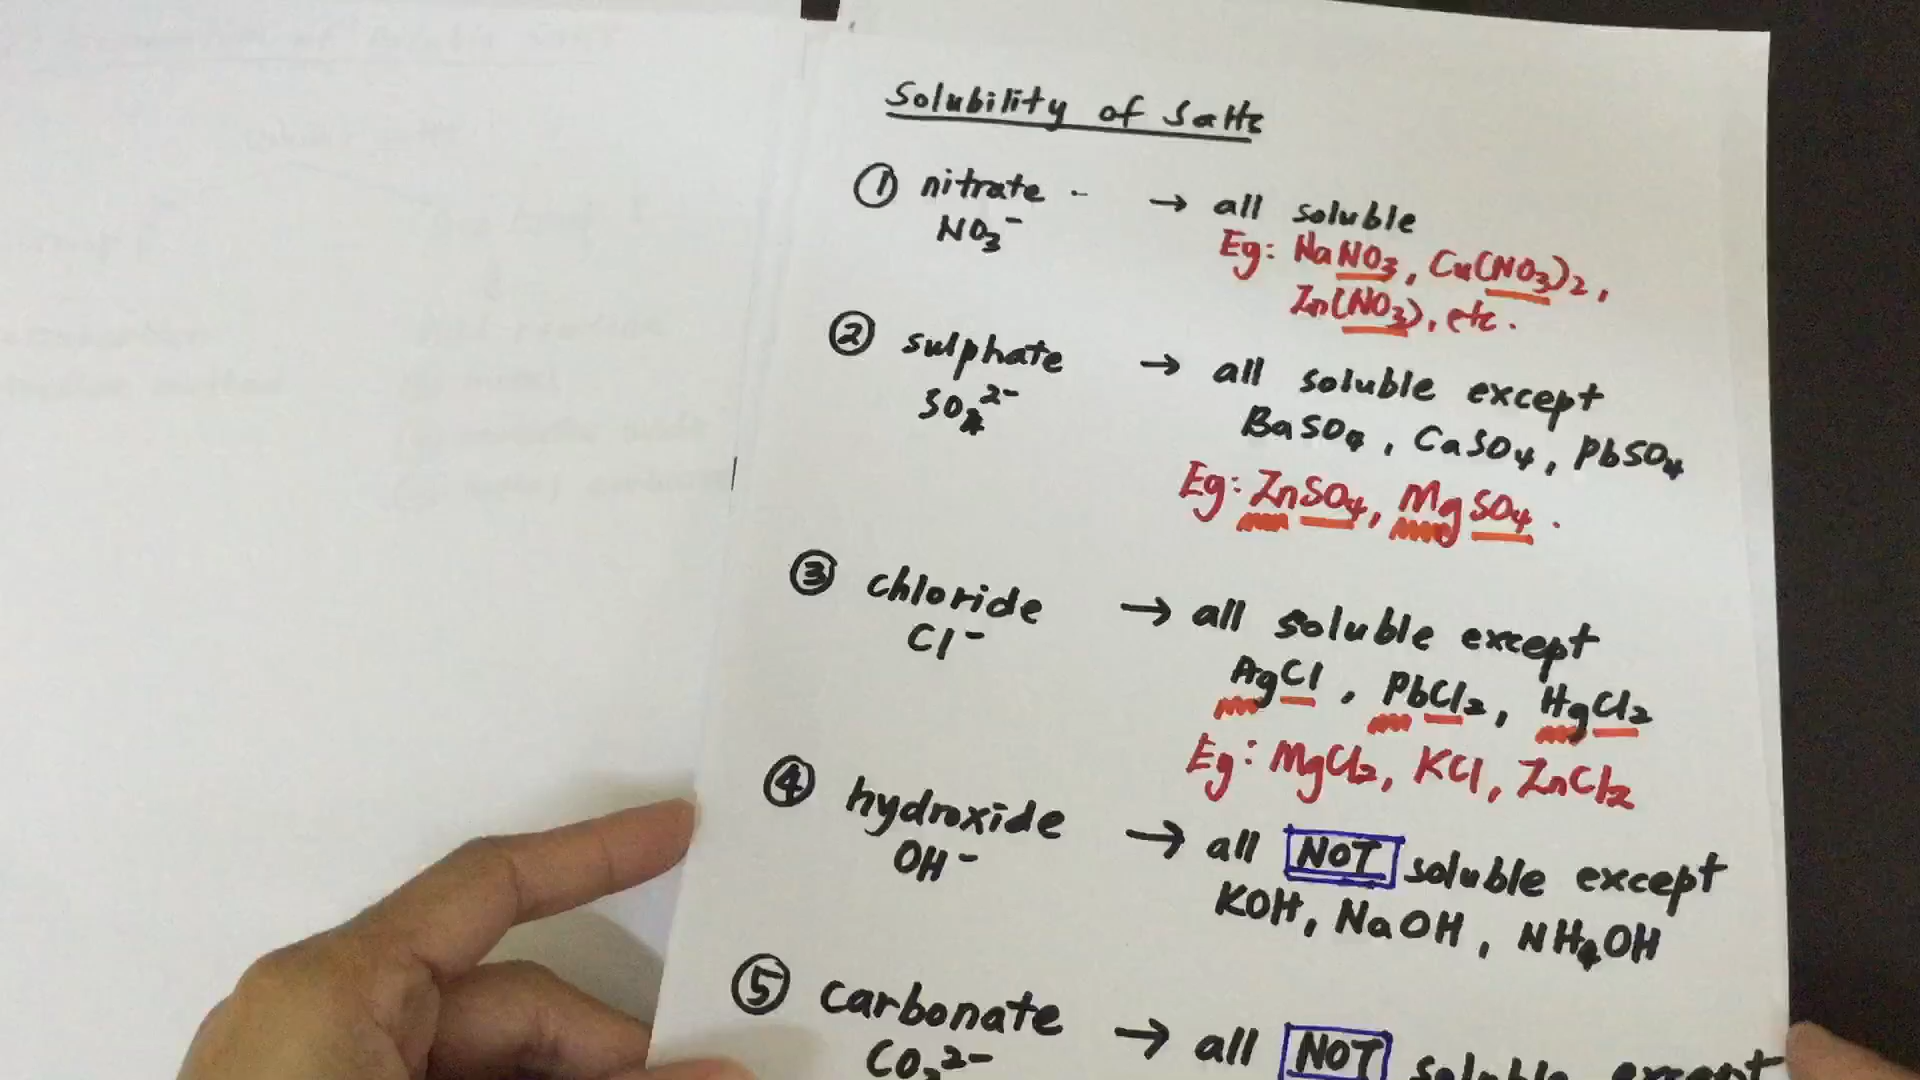 Solubility of Salts
① nitrate - → all soluble
NO₃⁻
Eg: NaNO₃, Cu(NO₃)₂,
Zn(NO₃), etc.
② sulphate → all soluble except
SO₄²⁻
BaSO₄, CaSO₄, PbSO₄
Eg: ZnSO₄, MgSO₄.
③ chloride → all soluble except
Cl⁻
AgCl, PbCl₂, HgCl₂
Eg: MgCl₂, KCl, ZnCl₂
④ hydroxide → all NOT soluble except
OH⁻
KOH, NaOH, NH₄OH
⑤ carbonate → all NOT soluble except
CO₃²⁻